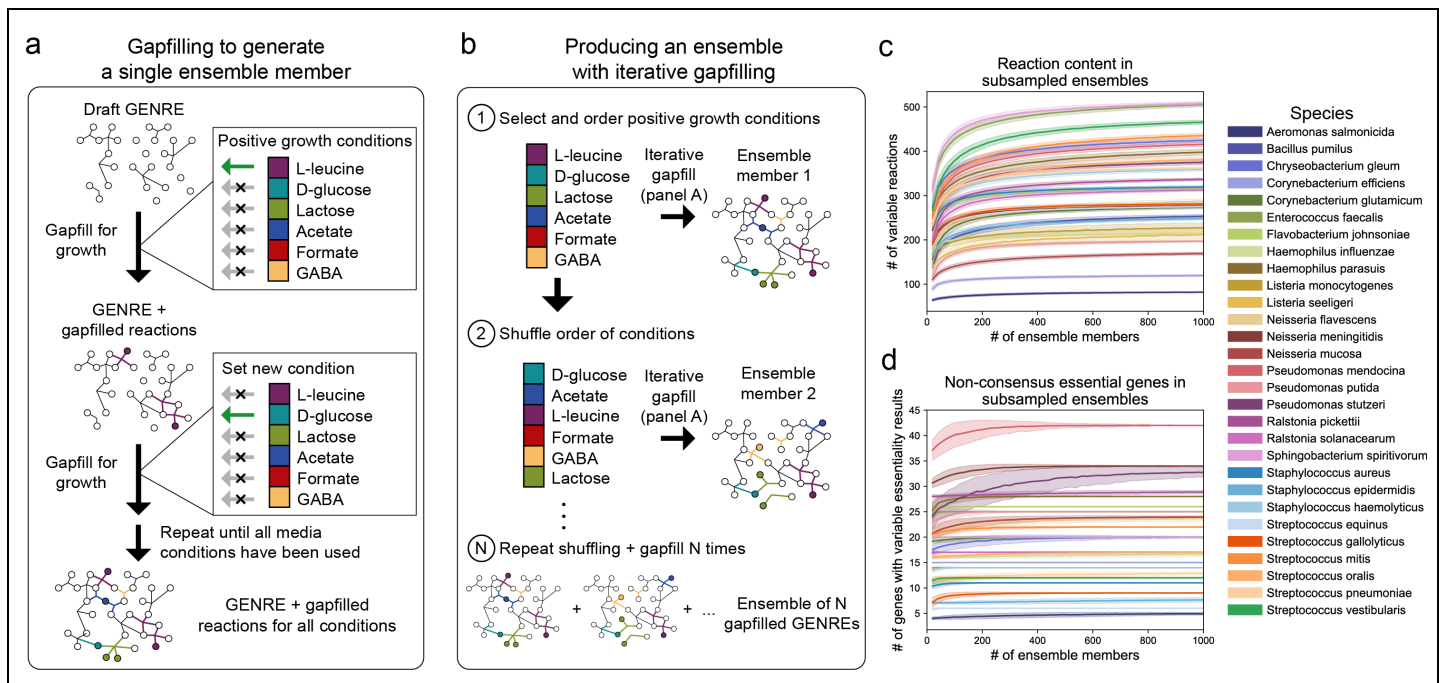 a
Gapfilling to generate
a single ensemble member
Draft GENRE
Positive growth conditions
L-leucine
D-glucose
Lactose
Acetate
Formate
GABA
Gapfill for
growth
GENRE +
gapfilled reactions
Set new condition
L-leucine
D-glucose
Lactose
Acetate
Formate
GABA
Gapfill for
growth
Repeat until all media
conditions have been used
GENRE + gapfilled
reactions for all conditions
b
Producing an ensemble
with iterative gapfilling
1 Select and order positive growth conditions
L-leucine
D-glucose
Lactose
Acetate
Formate
GABA
Iterative
gapfill
(panel A)
Ensemble
member 1
2 Shuffle order of conditions
D-glucose
Acetate
L-leucine
Formate
GABA
Lactose
Iterative
gapfill
(panel A)
Ensemble
member 2
N Repeat shuffling + gapfill N times
+ + ...
Ensemble of N
gapfilled GENREs
c
Reaction content in
subsampled ensembles
# of variable reactions
500
400
300
200
100
0 200 400 600 800 1000
# of ensemble members
d
Non-consensus essential genes in
subsampled ensembles
# of genes with variable essentiality results
45
40
35
30
25
20
15
10
5
0 200 400 600 800 1000
# of ensemble members
Species
Aeromonas salmonicida
Bacillus pumilus
Chryseobacterium gleum
Corynebacterium efficiens
Corynebacterium glutamicum
Enterococcus faecalis
Flavobacterium johnsoniae
Haemophilus influenzae
Haemophilus parasuis
Listeria monocytogenes
Listeria seeligeri
Neisseria flavescens
Neisseria meningitidis
Neisseria mucosa
Pseudomonas mendocina
Pseudomonas putida
Pseudomonas stutzeri
Ralstonia pickettii
Ralstonia solanacearum
Sphingobacterium spiritivorum
Staphylococcus aureus
Staphylococcus epidermidis
Staphylococcus haemolyticus
Streptococcus equinus
Streptococcus gallolyticus
Streptococcus mitis
Streptococcus oralis
Streptococcus pneumoniae
Streptococcus vestibularis